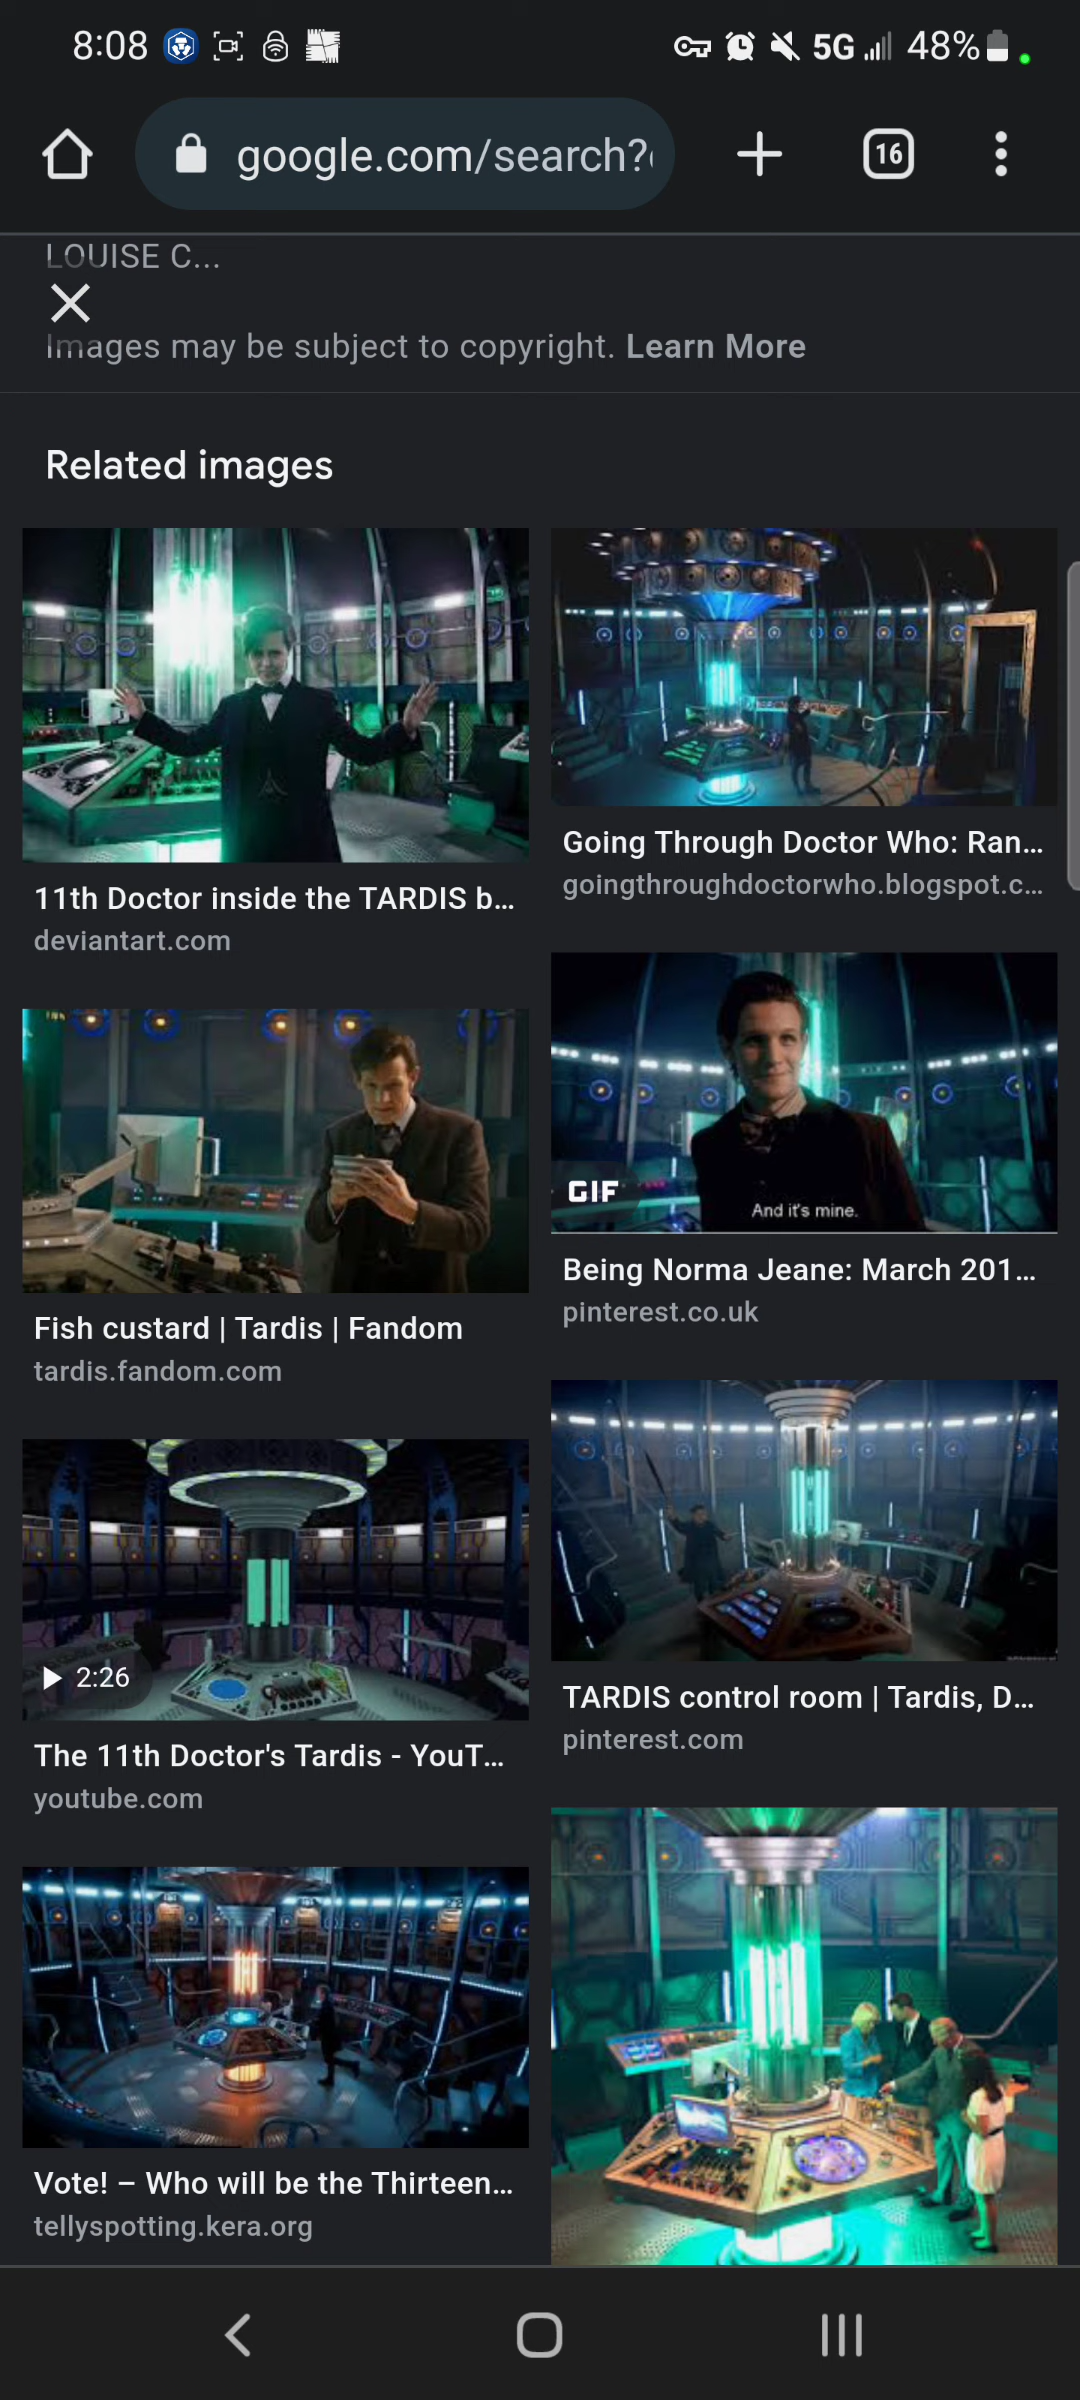 8:08
5G 48%
google.com/search?
16
LOUISE C...
Images may be subject to copyright. Learn More
Related images
11th Doctor inside the TARDIS b...
deviantart.com
Going Through Doctor Who: Ran...
goingthroughdoctorwho.blogspot.c...
Fish custard | Tardis | Fandom
tardis.fandom.com
GIF
And it's mine.
Being Norma Jeane: March 201...
pinterest.co.uk
2:26
The 11th Doctor's Tardis - YouT...
youtube.com
TARDIS control room | Tardis, D...
pinterest.com
Vote! – Who will be the Thirteen...
tellyspotting.kera.org